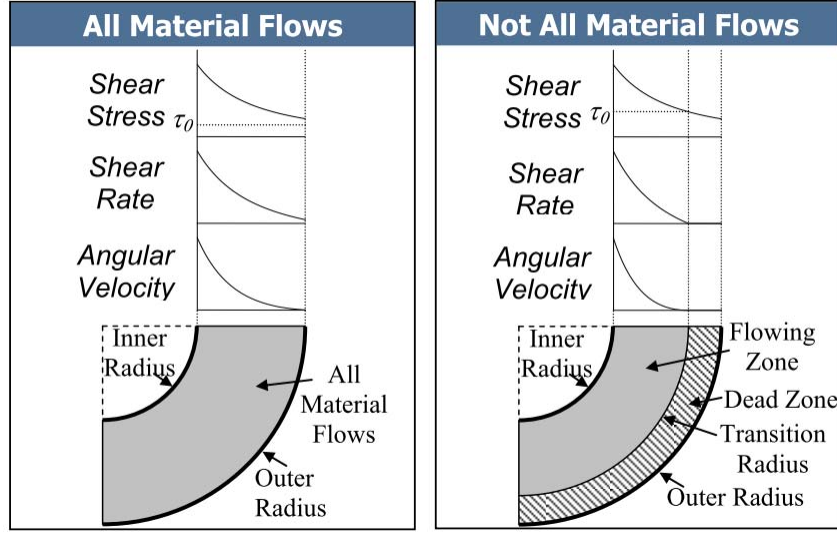 All Material Flows
Shear
Stress τ0
Shear
Rate
Angular
Velocity
Inner
Radius
All
Material
Flows
Outer
Radius
Not All Material Flows
Shear
Stress τ0
Shear
Rate
Angular
Velocity
Inner
Radius
Flowing
Zone
Dead Zone
Transition
Radius
Outer Radius